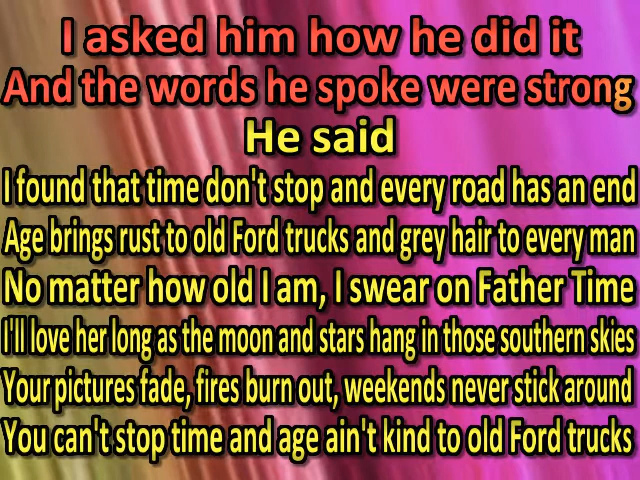 I asked him how he did it
And the words he spoke were strong
He said
I found that time don't stop and every road has an end
Age brings rust to old Ford trucks and grey hair to every man
No matter how old I am, I swear on Father Time
I'll love her long as the moon and stars hang in those southern skies
Your pictures fade, fires burn out, weekends never stick around
You can't stop time and age ain't kind to old Ford trucks